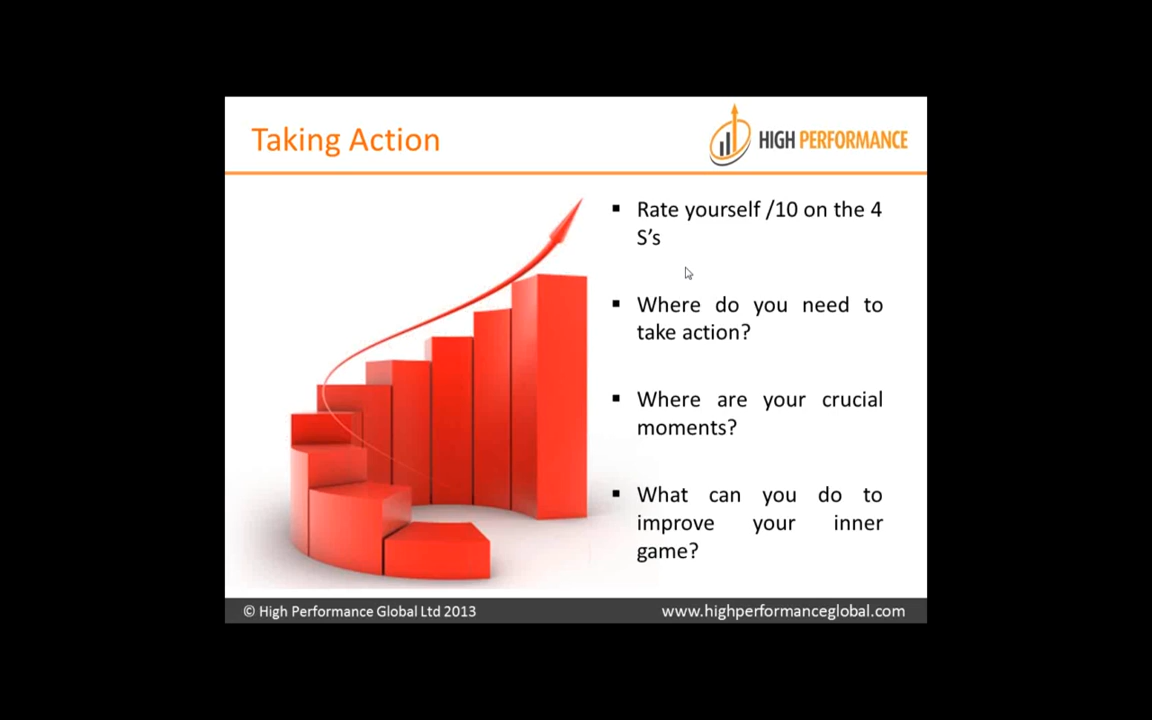 Taking Action
HIGH PERFORMANCE
▪ Rate yourself /10 on the 4
S’s
▪ Where do you need to
take action?
▪ Where are your crucial
moments?
▪ What can you do to
improve your inner
game?
© High Performance Global Ltd 2013
www.highperformanceglobal.com